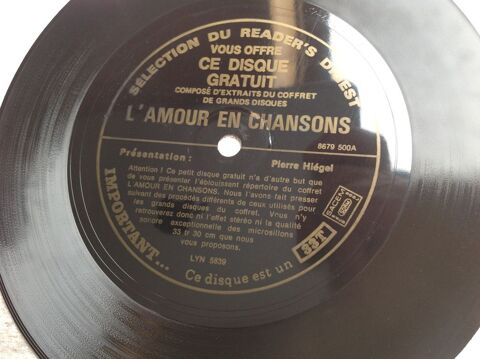 SÉLECTION DU READER'S DIGEST
VOUS OFFRE
CE DISQUE
GRATUIT
COMPOSÉ D'EXTRAITS DU COFFRET
DE GRANDS DISQUES
L'AMOUR EN CHANSONS
8679 500A
Présentation : Pierre Hiégel
Attention ! Ce petit disque gratuit n'a d'autre but que
de vous présenter l'éblouissant répertoire du coffret
L'AMOUR EN CHANSONS. Nous l'avons fait presser
suivant des procédés différents de ceux utilisés pour
les grands disques du coffret. Vous n'y
retrouverez donc ni l'effet stéréo ni la qualité
sonore exceptionnelle des microsillons
33 t/ 30 cm que nous vous
proposons.
LYN 5839
SACEM
IMPORTANT...
Ce disque est un
33T